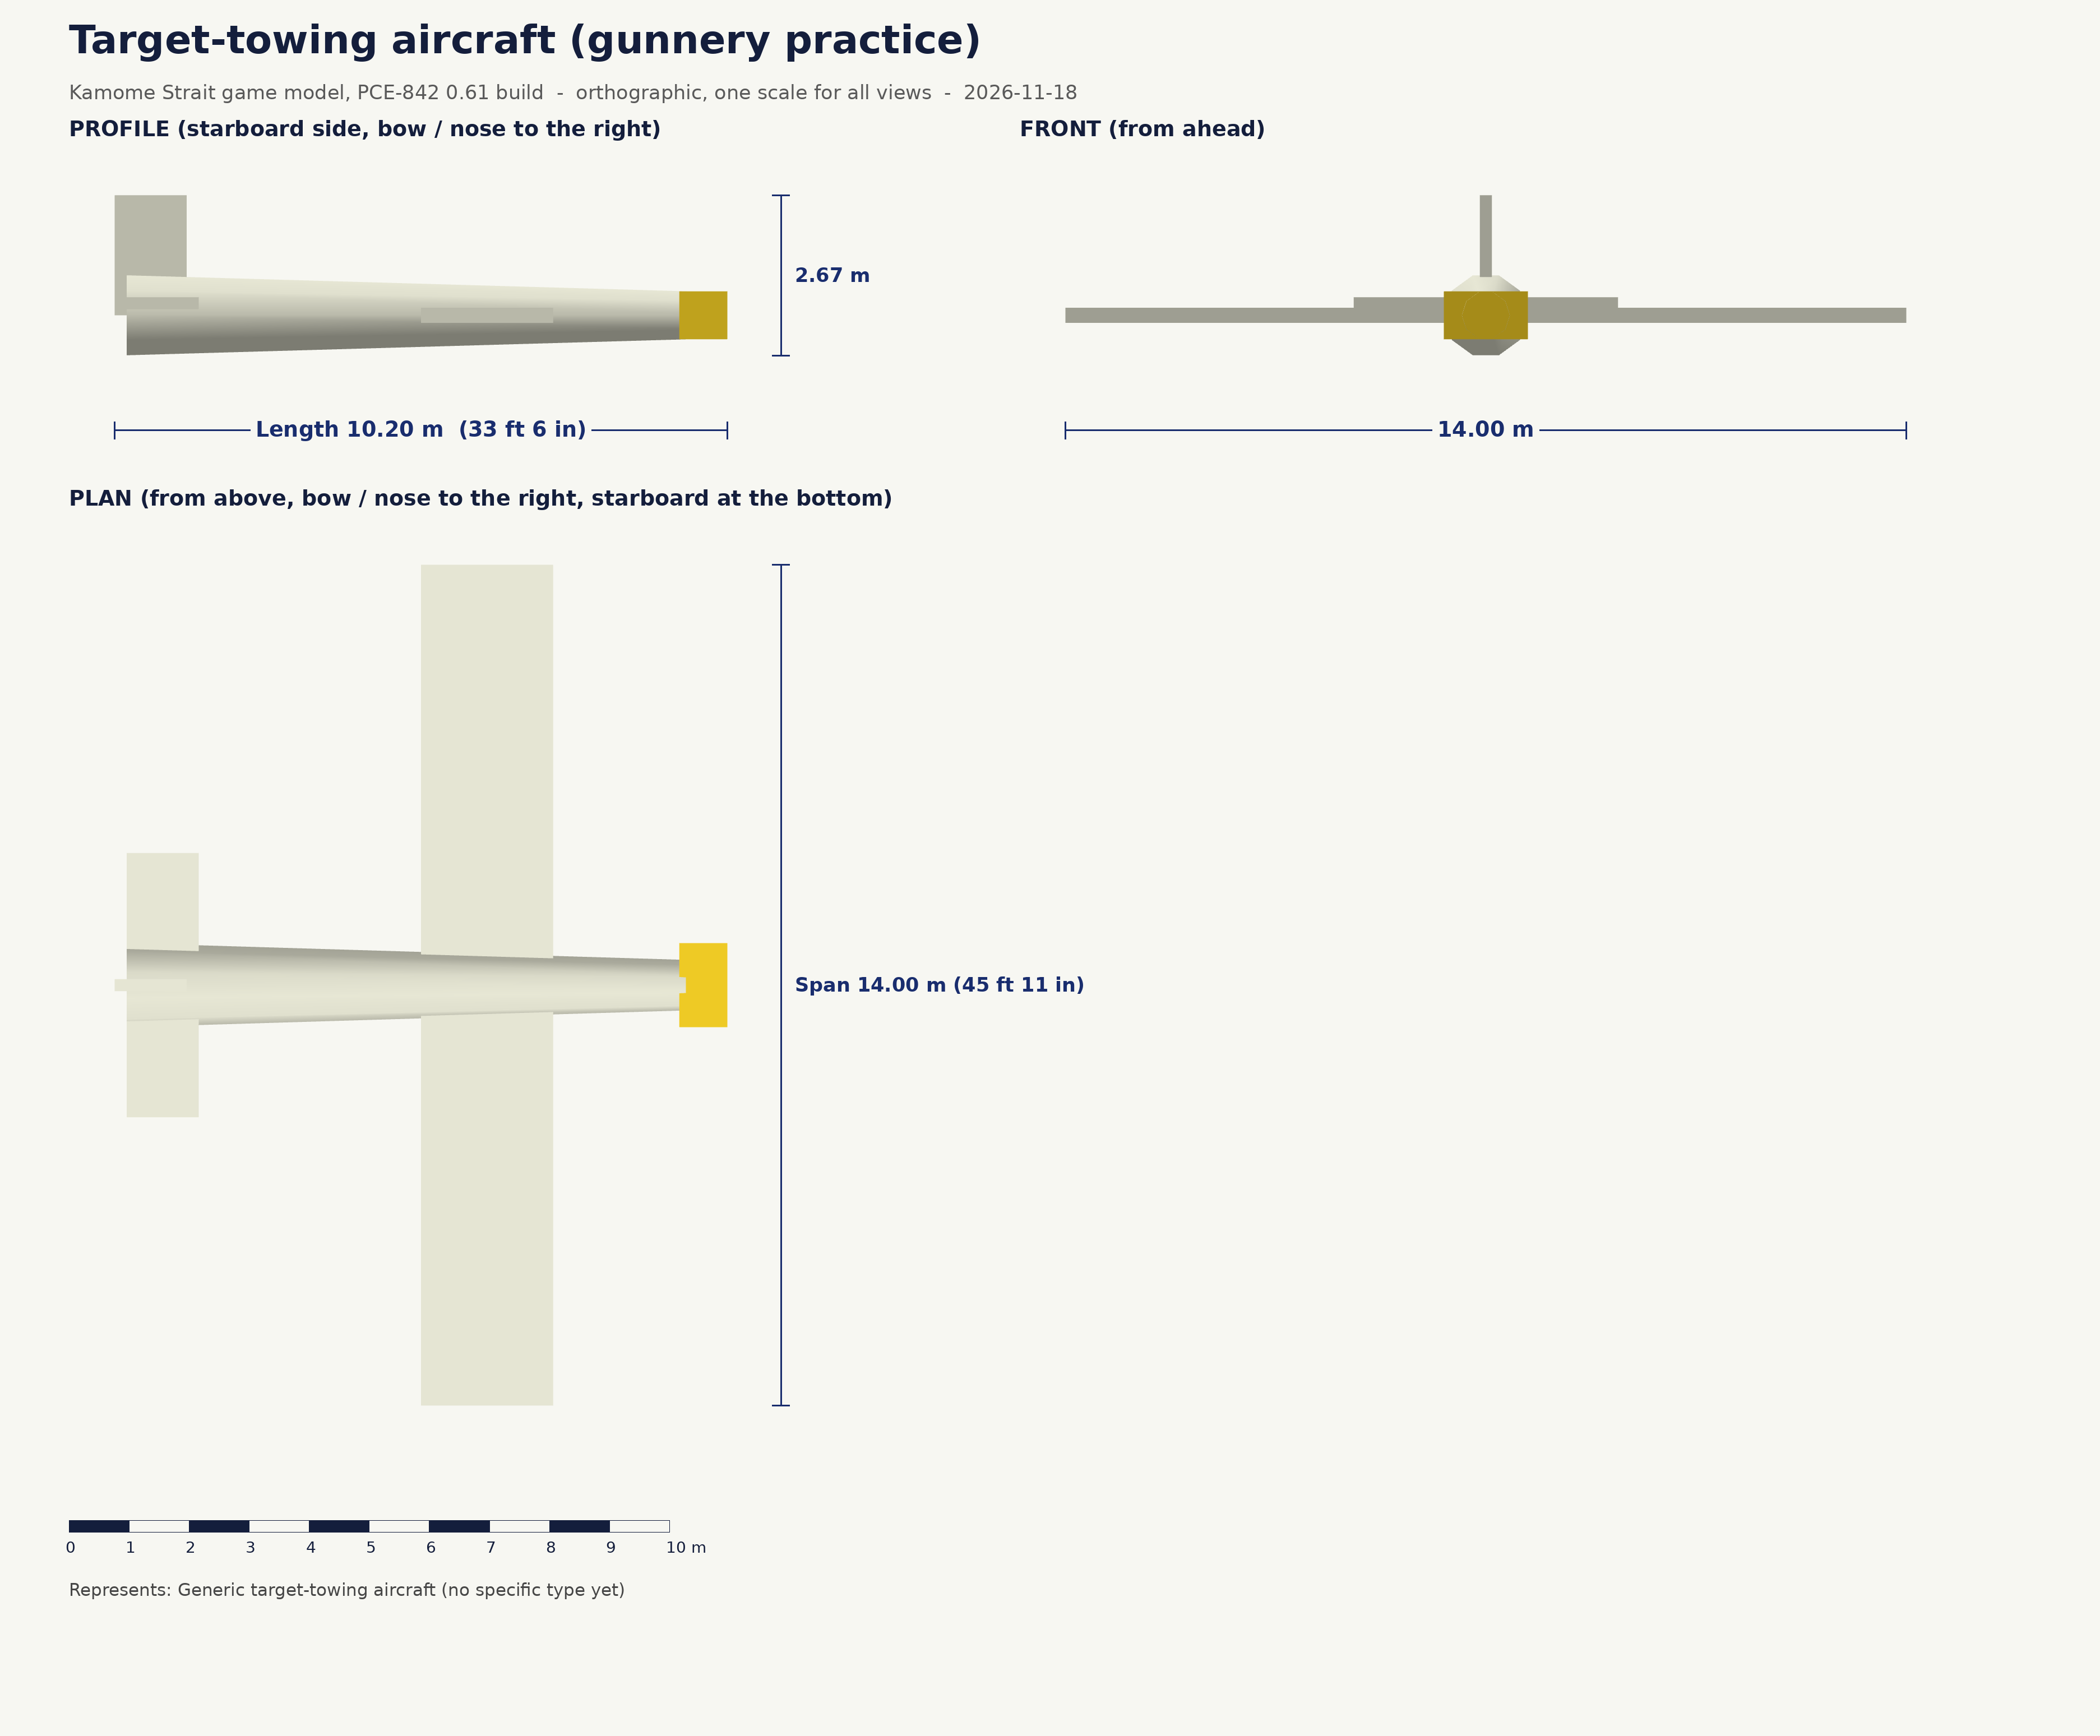 Target-towing aircraft (gunnery practice)
Kamome Strait game model, PCE-842 0.61 build - orthographic, one scale for all views - 2026-11-18
PROFILE (starboard side, bow / nose to the right)
FRONT (from ahead)
2.67 m
Length 10.20 m (33 ft 6 in)
14.00 m
PLAN (from above, bow / nose to the right, starboard at the bottom)
Span 14.00 m (45 ft 11 in)
0 1 2 3 4 5 6 7 8 9 10 m
Represents: Generic target-towing aircraft (no specific type yet)